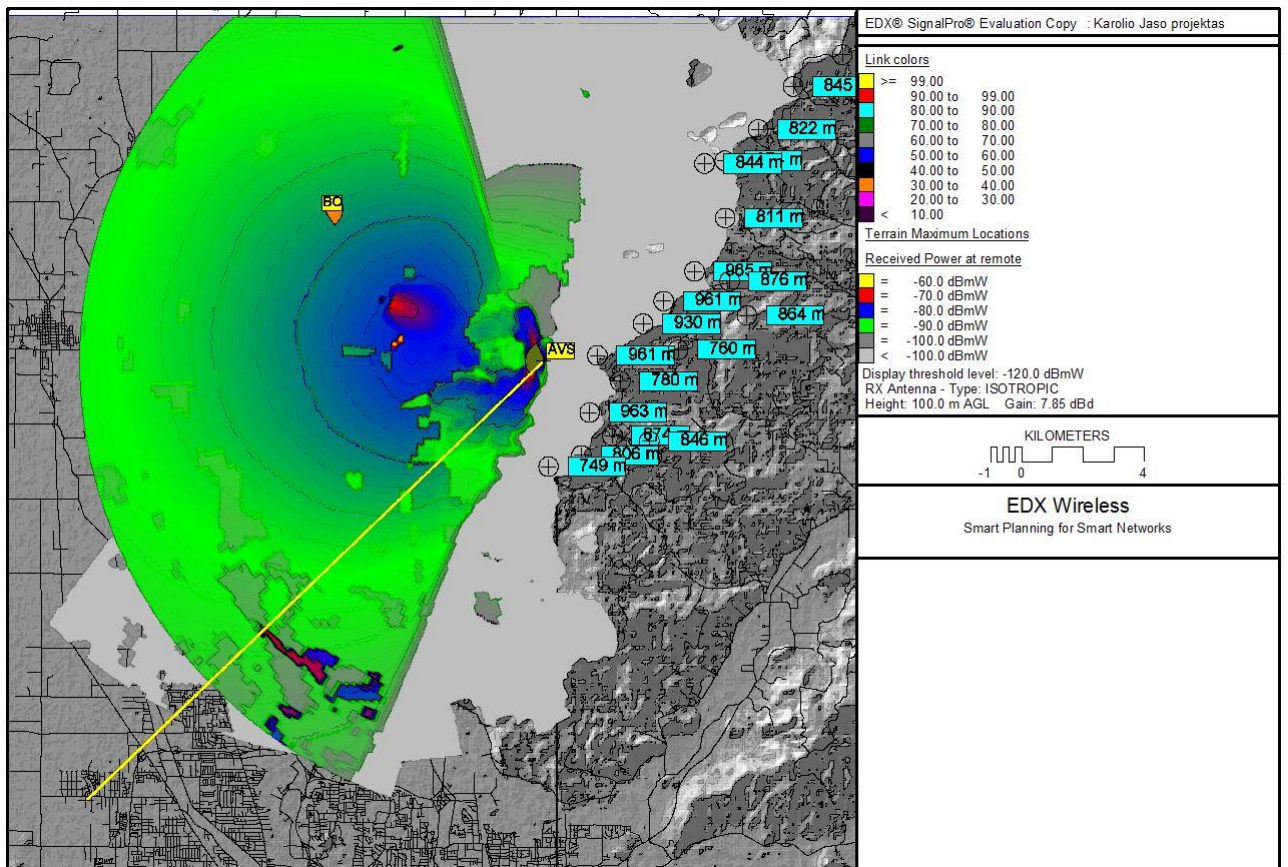 EDX® SignalPro® Evaluation Copy : Karolio Jaso projektas
Link colors
>= 99.00
90.00 to 99.00
80.00 to 90.00
70.00 to 80.00
60.00 to 70.00
50.00 to 60.00
40.00 to 50.00
30.00 to 40.00
20.00 to 30.00
< 10.00
Terrain Maximum Locations
Received Power at remote
= -60.0 dBmW
= -70.0 dBmW
= -80.0 dBmW
= -90.0 dBmW
= -100.0 dBmW
< -100.0 dBmW
Display threshold level: -120.0 dBmW
RX Antenna - Type: ISOTROPIC
Height: 100.0 m AGL Gain: 7.85 dBd
KILOMETERS
-1 0 4
EDX Wireless
Smart Planning for Smart Networks
845
822 m
844 m
811 m
BC
965 m
876 m
961 m
864 m
930 m
760 m
AVS
961 m
780 m
963 m
874
846 m
806 m
749 m